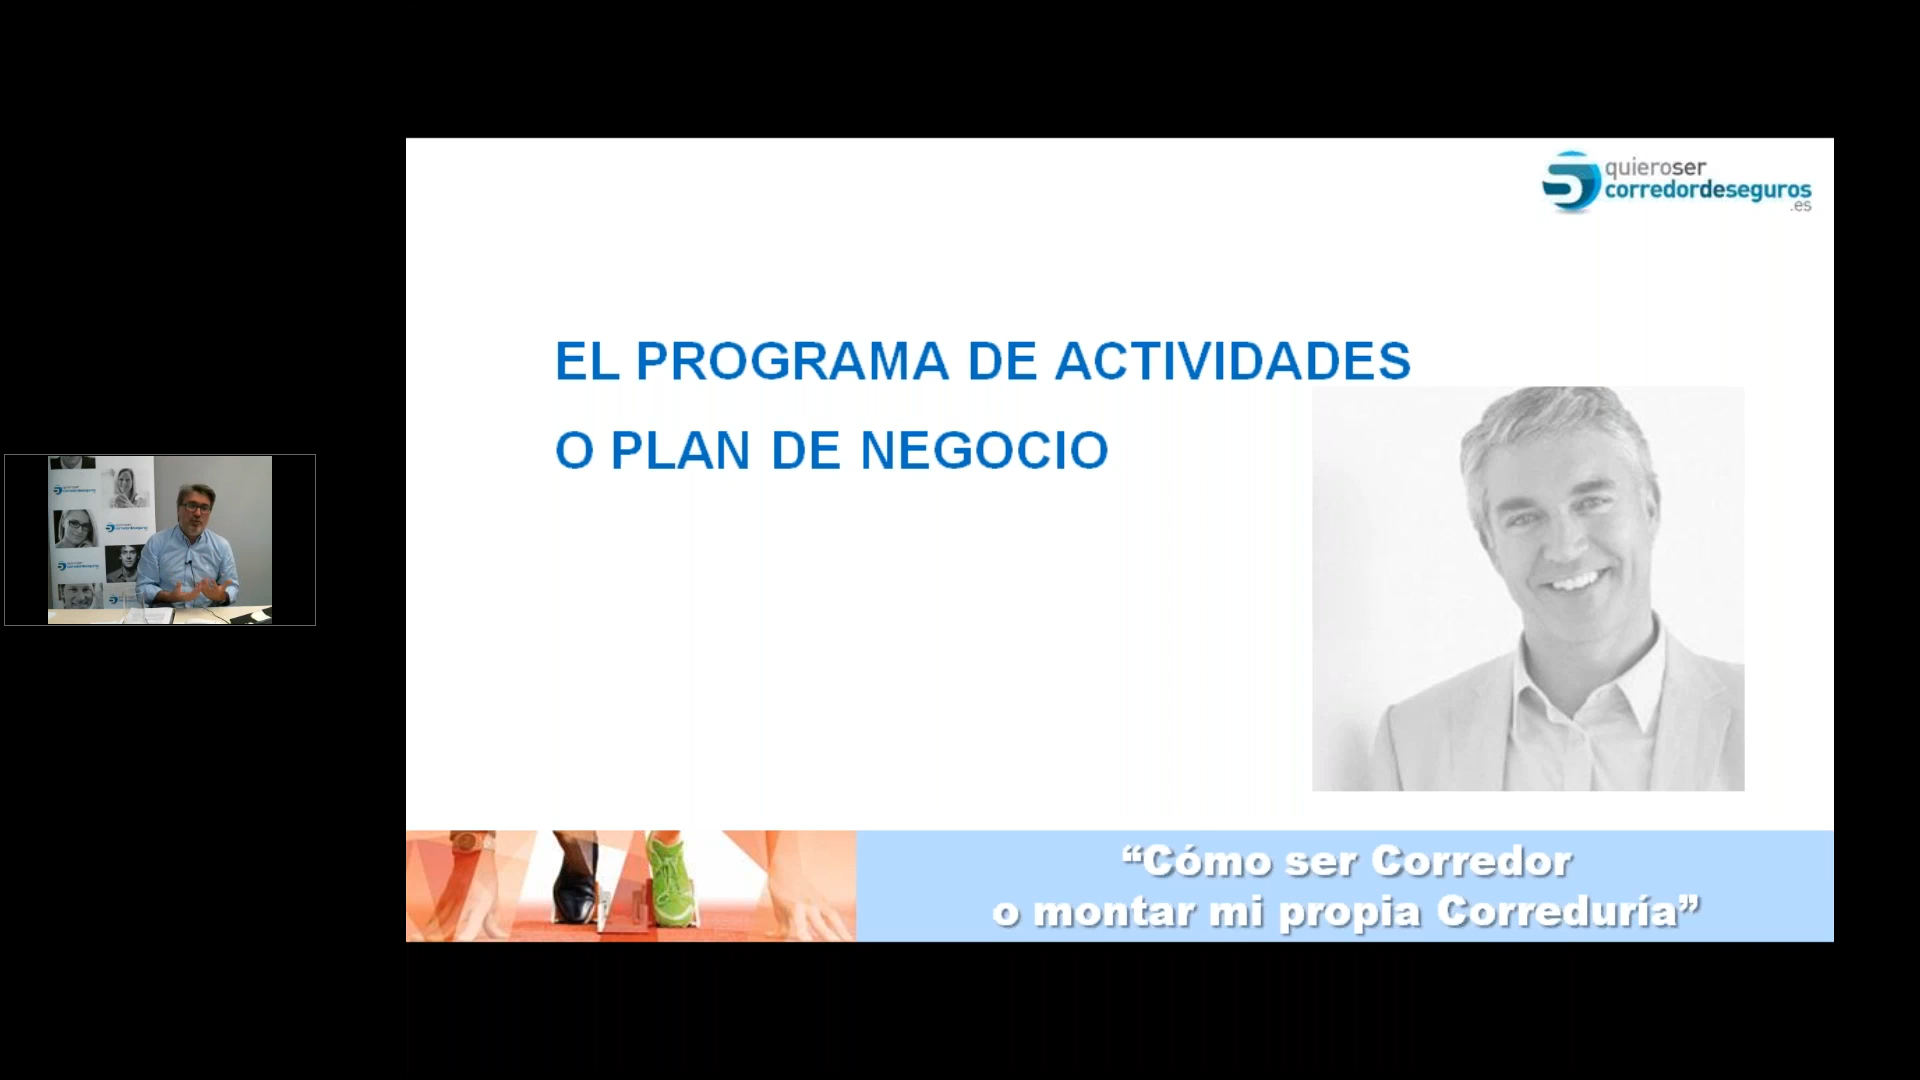 quieroser
corredordeseguros
.es
EL PROGRAMA DE ACTIVIDADES
O PLAN DE NEGOCIO
“Cómo ser Corredor
o montar mi propia Correduría”